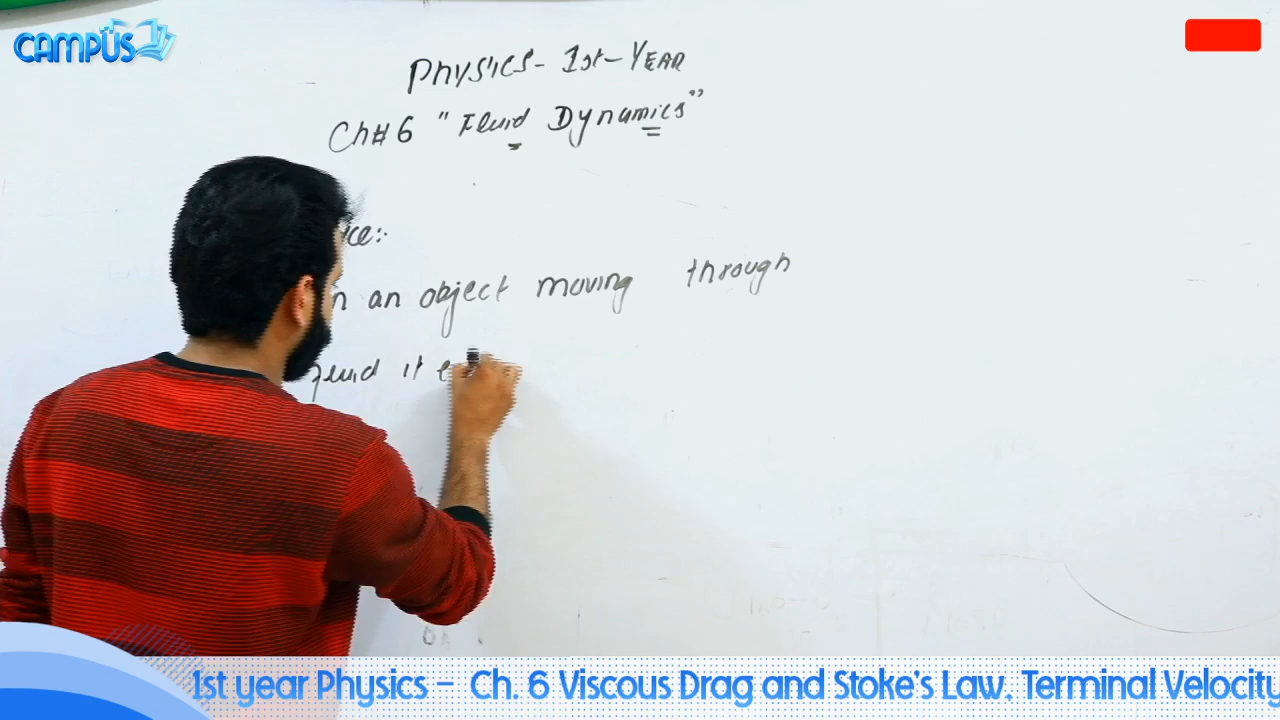 CAMPUS
Physics - 1st - YEAR
Ch# 6 "Fluid Dynamics"
ce:-
n an object moving through
fluid it e
1st year Physics – Ch. 6 Viscous Drag and Stoke's Law, Terminal Velocity